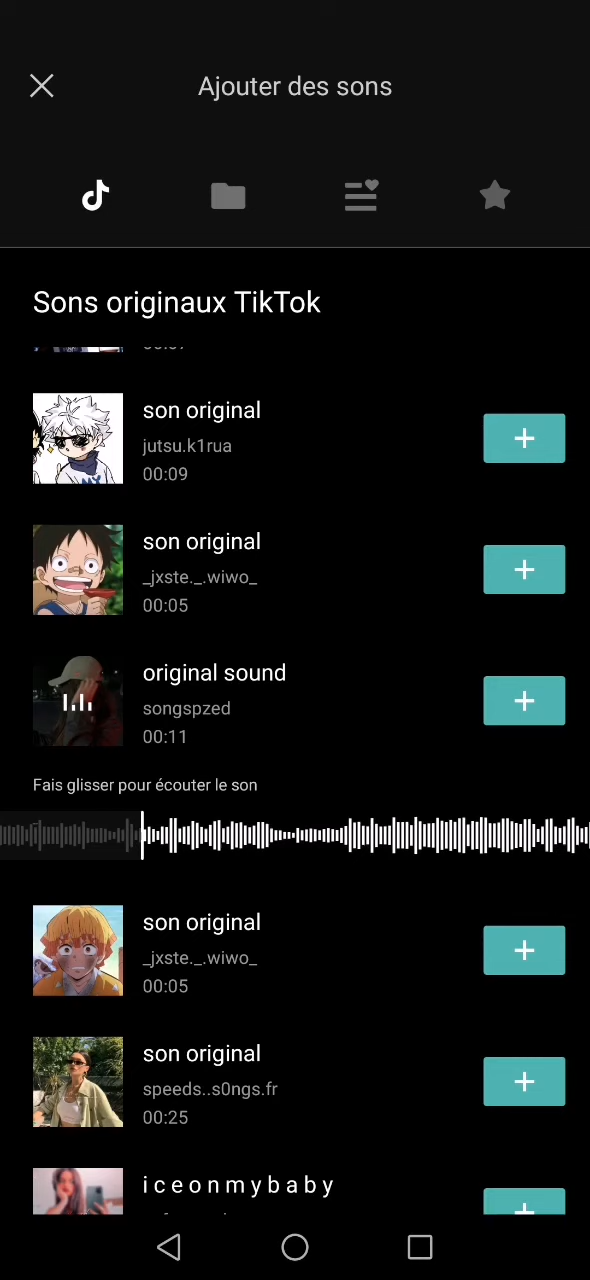 Ajouter des sons
Sons originaux TikTok
son original
jutsu.k1rua
00:09
son original
_jxste._.wiwo_
00:05
original sound
songspzed
00:11
Fais glisser pour écouter le son
son original
_jxste._.wiwo_
00:05
son original
speeds..s0ngs.fr
00:25
i c e o n m y b a b y